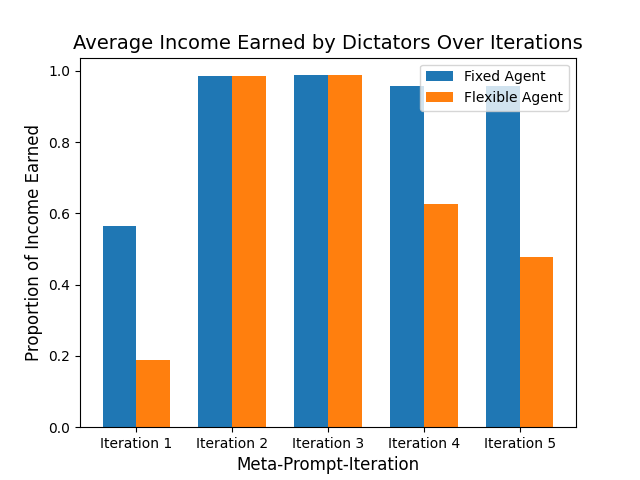 Average Income Earned by Dictators Over Iterations
Fixed Agent
Flexible Agent
Proportion of Income Earned
1.0
0.8
0.6
0.4
0.2
0.0
Iteration 1 Iteration 2 Iteration 3 Iteration 4 Iteration 5
Meta-Prompt-Iteration